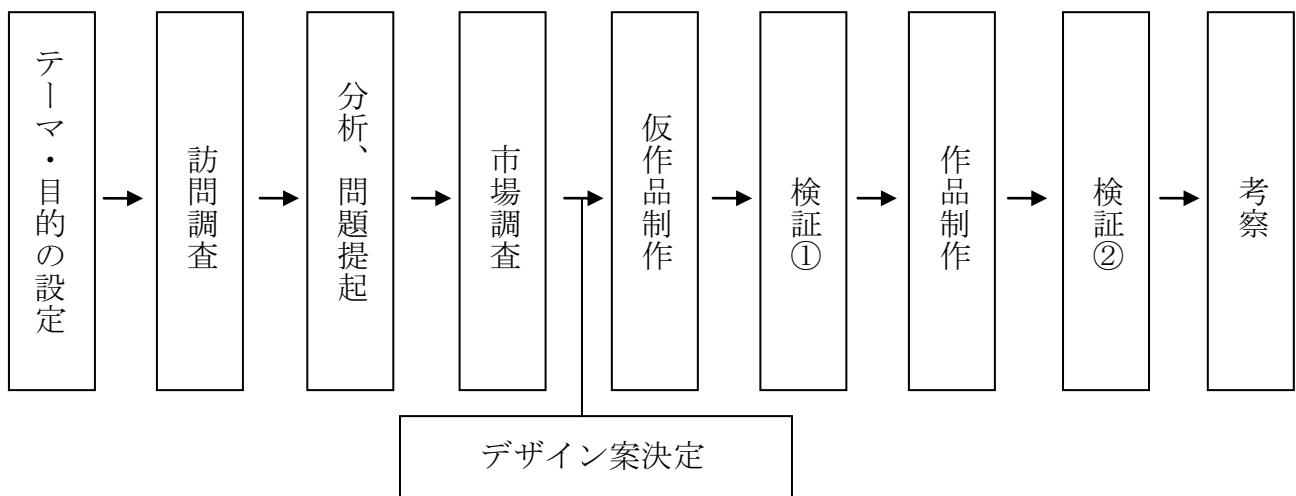 テーマ・目的の設定
訪問調査
分析、問題提起
市場調査
仮作品制作
検証①
作品制作
検証②
考察
デザイン案決定